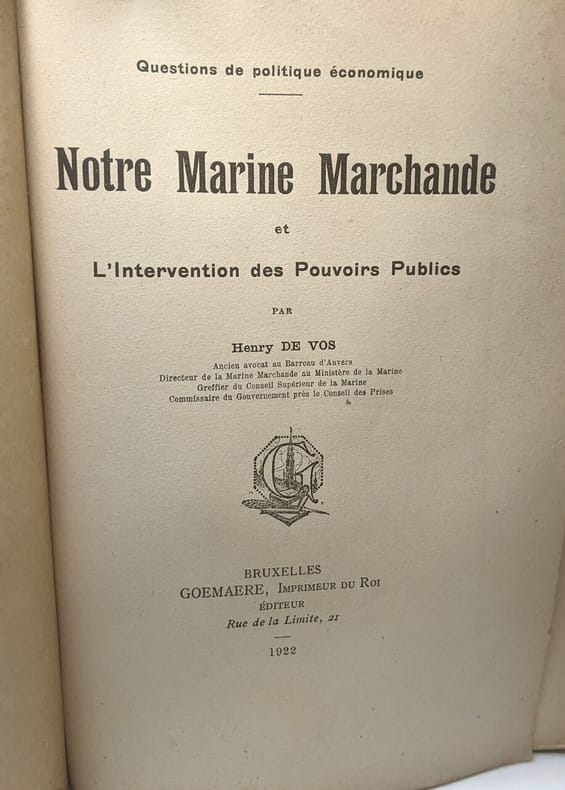 Questions de politique économique
Notre Marine Marchande
et
L'Intervention des Pouvoirs Publics
PAR
Henry DE VOS
Ancien avocat au Barreau d'Anvers
Directeur de la Marine Marchande au Ministère de la Marine
Greffier du Conseil Supérieur de la Marine
Commissaire du Gouvernement près le Conseil des Prises
G
BRUXELLES
GOEMAERE, IMPRIMEUR DU ROI
ÉDITEUR
Rue de la Limite, 21
1922